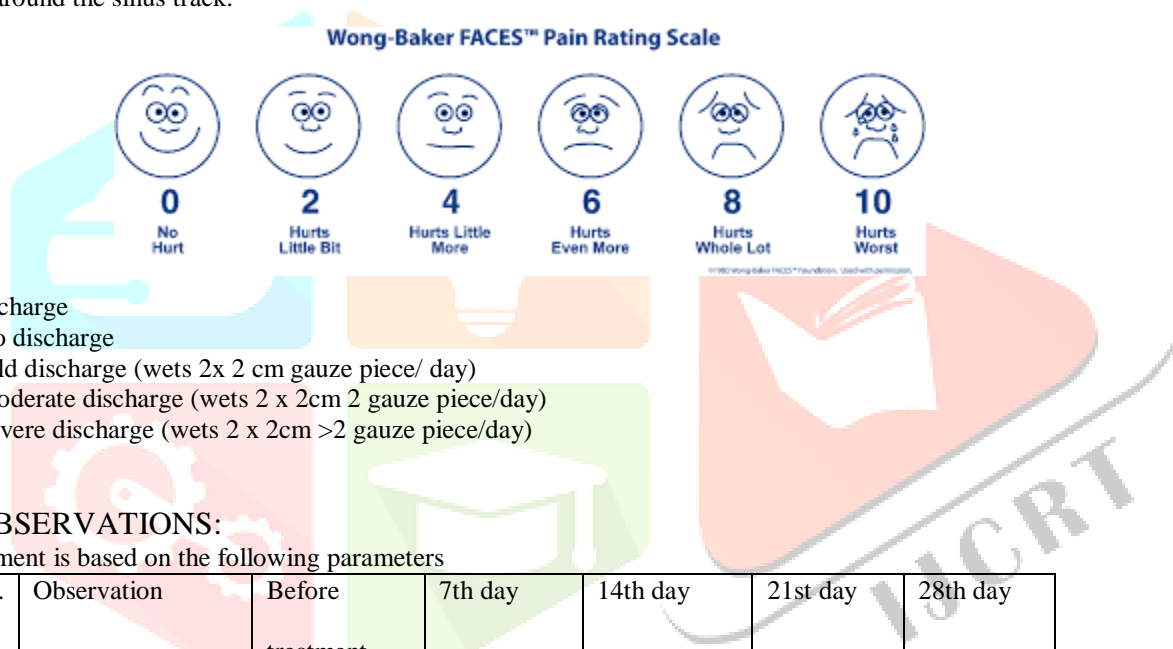 around the sinus track.
Wong-Baker FACES™ Pain Rating Scale
0 2 4 6 8 10
No Hurt Hurts Little Bit Hurts Little More Hurts Even More Hurts Whole Lot Hurts Worst
charge
o discharge
ld discharge (wets 2x 2 cm gauze piece/ day)
oderate discharge (wets 2 x 2cm 2 gauze piece/day)
vere discharge (wets 2 x 2cm >2 gauze piece/day)
BSERVATIONS:
ment is based on the following parameters
. Observation Before 7th day 14th day 21st day 28th day
treatment
IJCRT